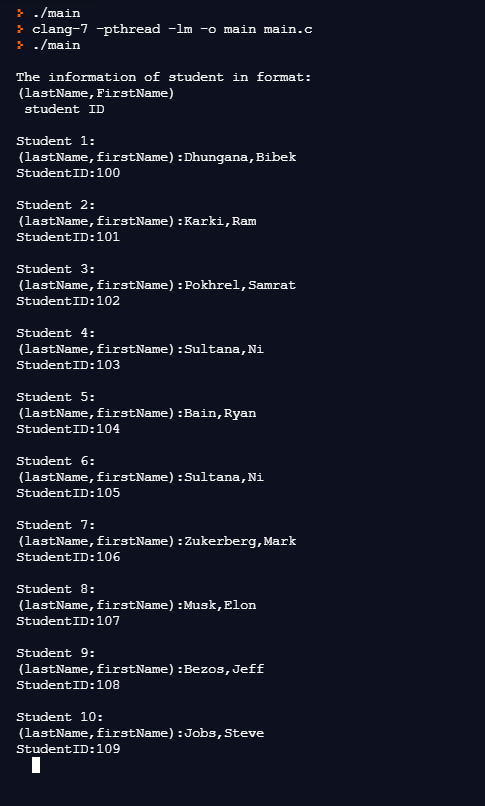 > ./main
> clang-7 -pthread -lm -o main main.c
> ./main
The information of student in format:
(lastName,FirstName)
student ID
Student 1:
(lastName,firstName):Dhungana,Bibek
StudentID:100
Student 2:
(lastName,firstName):Karki,Ram
StudentID:101
Student 3:
(lastName,firstName):Pokhrel,Samrat
StudentID:102
Student 4:
(lastName,firstName):Sultana,Ni
StudentID:103
Student 5:
(lastName,firstName):Bain,Ryan
StudentID:104
Student 6:
(lastName,firstName):Sultana,Ni
StudentID:105
Student 7:
(lastName,firstName):Zukerberg,Mark
StudentID:106
Student 8:
(lastName,firstName):Musk,Elon
StudentID:107
Student 9:
(lastName,firstName):Bezos,Jeff
StudentID:108
Student 10:
(lastName,firstName):Jobs,Steve
StudentID:109